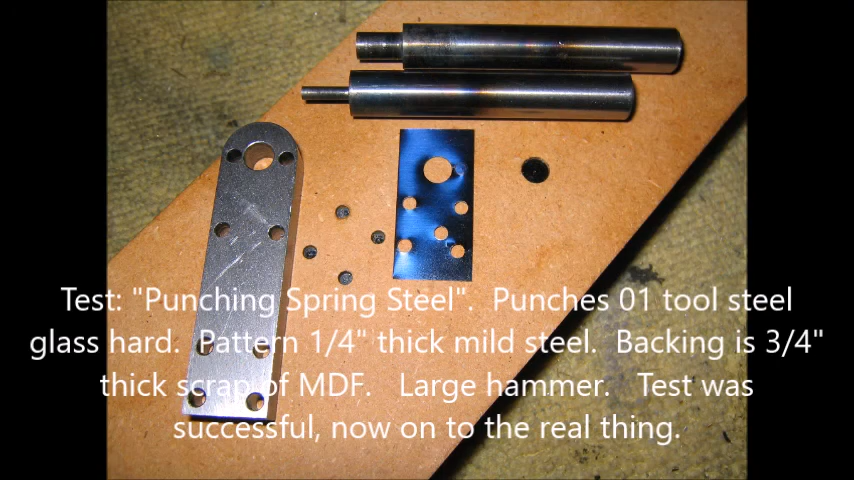 Test: "Punching Spring Steel".  Punches 01 tool steel
glass hard.  Pattern 1/4" thick mild steel.  Backing is 3/4"
thick scrap of MDF.   Large hammer.   Test was
successful, now on to the real thing.